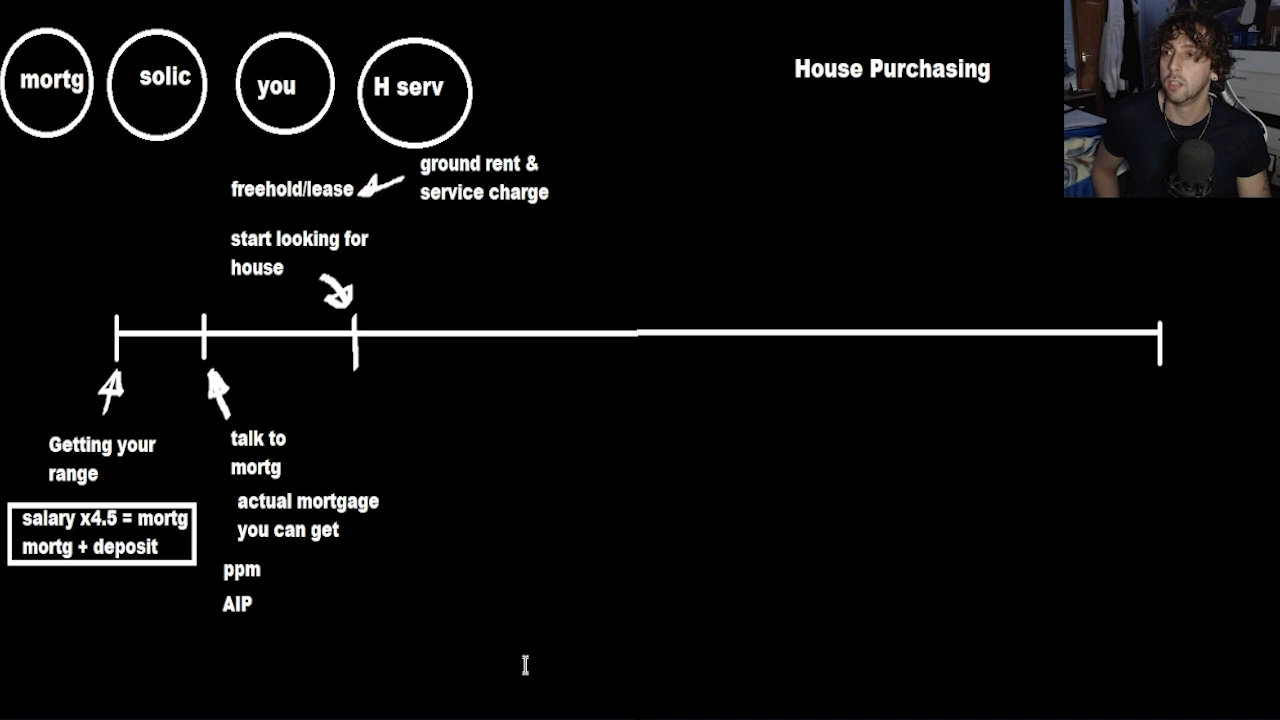 mortg
solic
you
H serv
House Purchasing
ground rent &
service charge
freehold/lease
start looking for
house
Getting your
range
salary x4.5 = mortg
mortg + deposit
talk to
mortg
actual mortgage
you can get
ppm
AIP